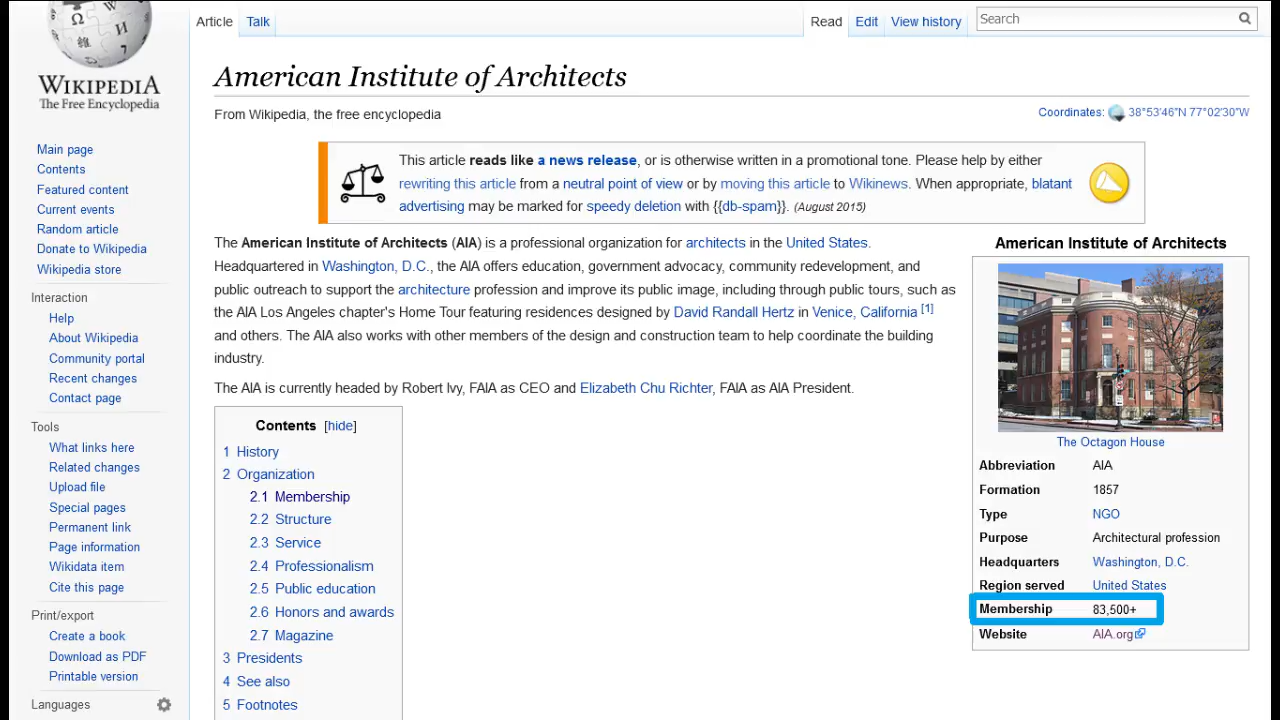 Article Talk Read Edit View history Search
WIKIPEDIA
The Free Encyclopedia
Main page
Contents
Featured content
Current events
Random article
Donate to Wikipedia
Wikipedia store
Interaction
Help
About Wikipedia
Community portal
Recent changes
Contact page
Tools
What links here
Related changes
Upload file
Special pages
Permanent link
Page information
Wikidata item
Cite this page
Print/export
Create a book
Download as PDF
Printable version
Languages
American Institute of Architects
From Wikipedia, the free encyclopedia
Coordinates: 38°53′46″N 77°02′30″W
This article reads like a news release, or is otherwise written in a promotional tone. Please help by either
rewriting this article from a neutral point of view or by moving this article to Wikinews. When appropriate, blatant
advertising may be marked for speedy deletion with {{db-spam}}. (August 2015)
The American Institute of Architects (AIA) is a professional organization for architects in the United States.
Headquartered in Washington, D.C., the AIA offers education, government advocacy, community redevelopment, and
public outreach to support the architecture profession and improve its public image, including through public tours, such as
the AIA Los Angeles chapter's Home Tour featuring residences designed by David Randall Hertz in Venice, California [1]
and others. The AIA also works with other members of the design and construction team to help coordinate the building
industry.
The AIA is currently headed by Robert Ivy, FAIA as CEO and Elizabeth Chu Richter, FAIA as AIA President.
Contents [hide]
1 History
2 Organization
2.1 Membership
2.2 Structure
2.3 Service
2.4 Professionalism
2.5 Public education
2.6 Honors and awards
2.7 Magazine
3 Presidents
4 See also
5 Footnotes
American Institute of Architects
The Octagon House
Abbreviation AIA
Formation 1857
Type NGO
Purpose Architectural profession
Headquarters Washington, D.C.
Region served United States
Membership 83,500+
Website AIA.org